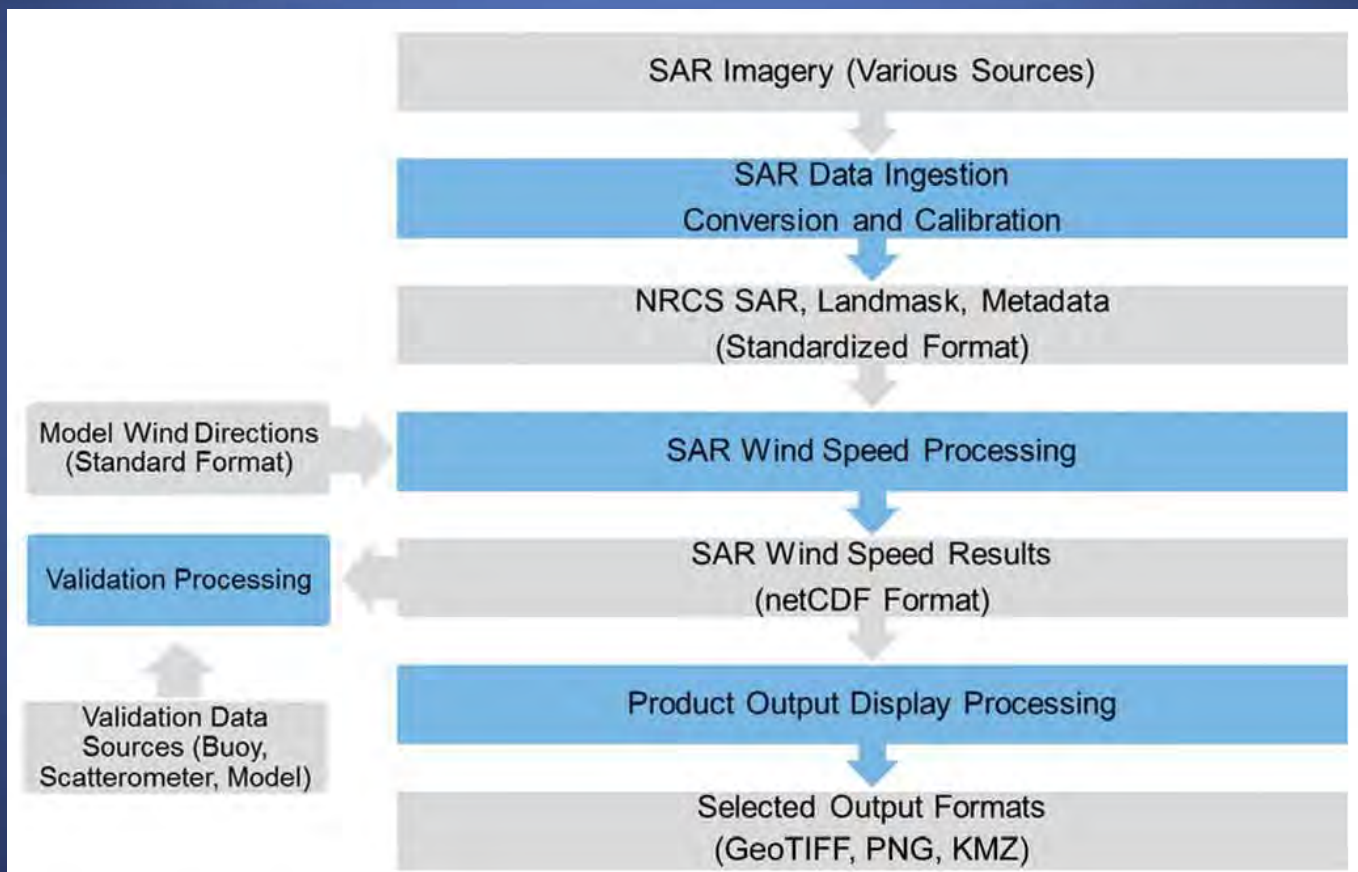 SAR Imagery (Various Sources)
SAR Data Ingestion
Conversion and Calibration
NRCS SAR, Landmask, Metadata
(Standardized Format)
Model Wind Directions
(Standard Format)
SAR Wind Speed Processing
SAR Wind Speed Results
(netCDF Format)
Validation Processing
Validation Data
Sources (Buoy,
Scatterometer, Model)
Product Output Display Processing
Selected Output Formats
(GeoTIFF, PNG, KMZ)